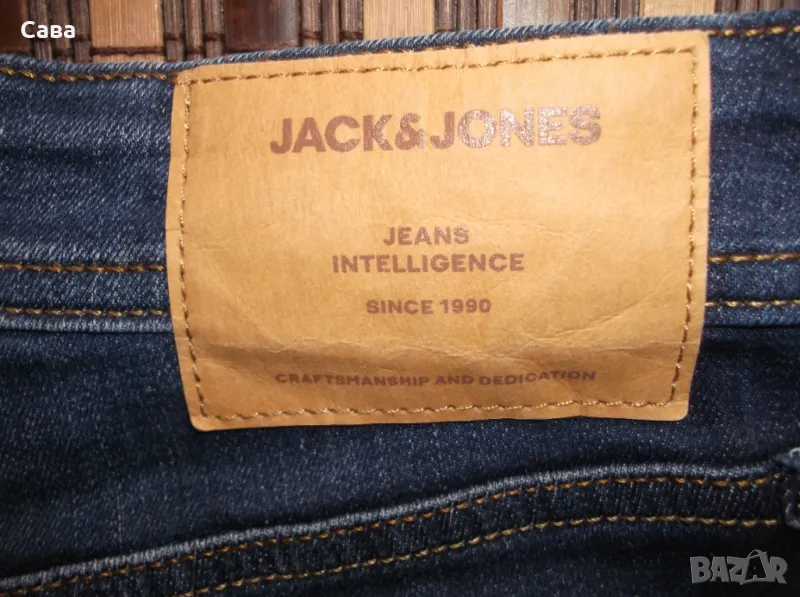 Сава
JACK&JONES
JEANS
INTELLIGENCE
SINCE 1990
CRAFTSMANSHIP AND DEDICATION
BAZAR